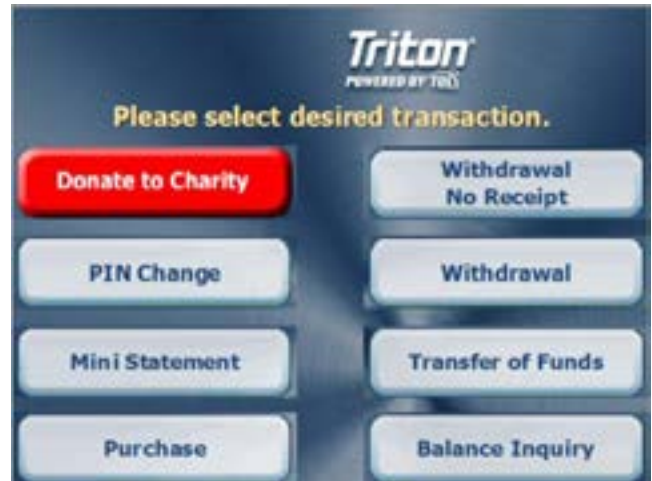 Triton
POWERED BY
Please select desired transaction.
Donate to Charity
Withdrawal
No Receipt
PIN Change
Withdrawal
Mini Statement
Transfer of Funds
Purchase
Balance Inquiry